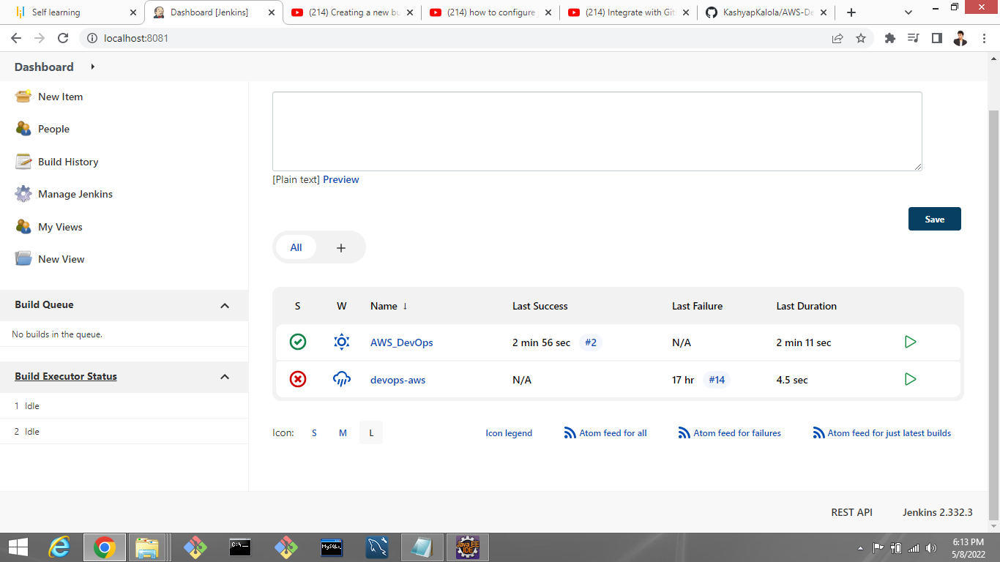 Self learning
Dashboard [Jenkins]
(214) Creating a new bu
(214) how to configure
(214) Integrate with Git
KashyapKalola/AWS-De
localhost:8081
Dashboard
New Item
People
Build History
Manage Jenkins
My Views
New View
Build Queue
No builds in the queue.
Build Executor Status
1 Idle
2 Idle
[Plain text] Preview
Save
All +
S W Name ↓ Last Success Last Failure Last Duration
AWS_DevOps 2 min 56 sec #2 N/A 2 min 11 sec
devops-aws N/A 17 hr #14 4.5 sec
Icon: S M L Icon legend Atom feed for all Atom feed for failures Atom feed for just latest builds
REST API Jenkins 2.332.3
C:\_
MySQL
Java EE
IDE
6:13 PM
5/8/2022